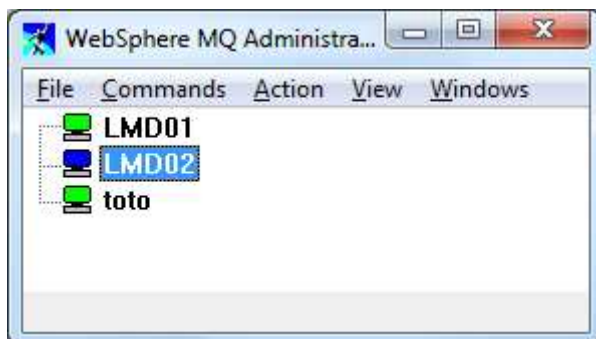 WebSphere MQ Administra...
File Commands Action View Windows
LMD01
LMD02
toto